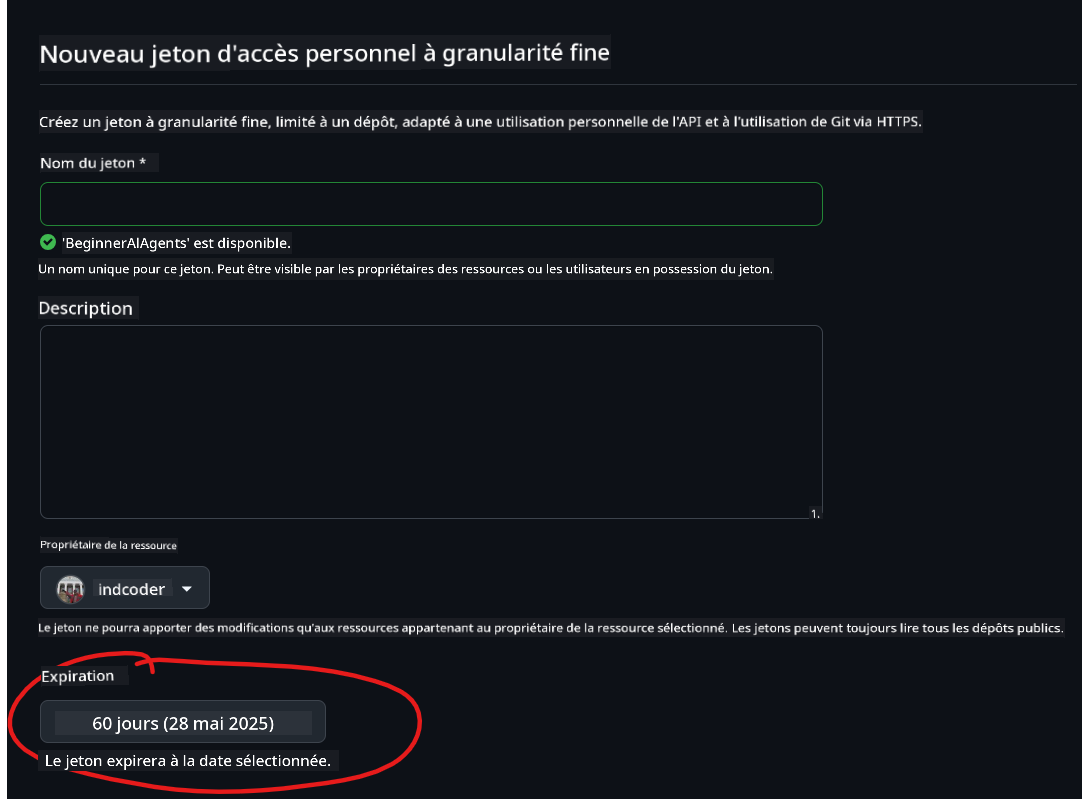 Nouveau jeton d'accès personnel à granularité fine
Créez un jeton à granularité fine, limité à un dépôt, adapté à une utilisation personnelle de l'API et à l'utilisation de Git via HTTPS.
Nom du jeton *
'BeginnerAIAgents' est disponible.
Un nom unique pour ce jeton. Peut être visible par les propriétaires des ressources ou les utilisateurs en possession du jeton.
Description
1.
Propriétaire de la ressource
indcoder
Le jeton ne pourra apporter des modifications qu'aux ressources appartenant au propriétaire de la ressource sélectionné. Les jetons peuvent toujours lire tous les dépôts publics.
Expiration
60 jours (28 mai 2025)
Le jeton expirera à la date sélectionnée.